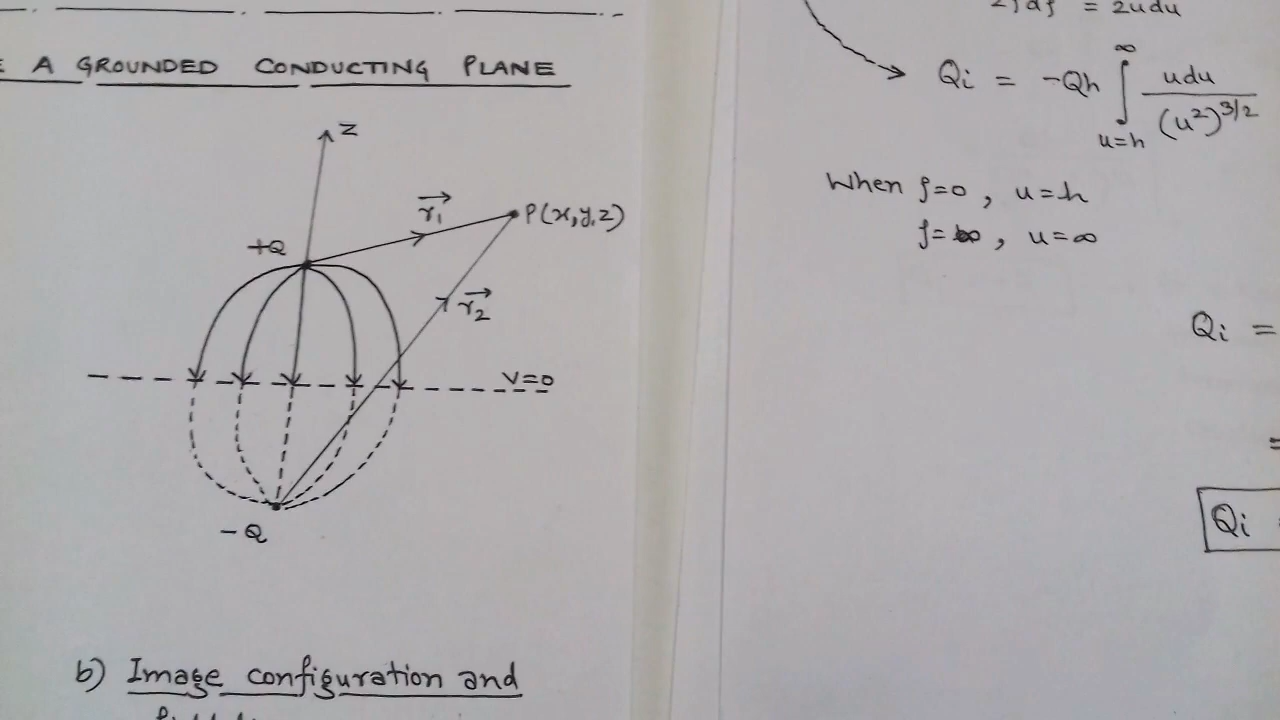 A GROUNDED CONDUCTING PLANE
Z
r₁
P(x,y,z)
+Q
r₂
V=0
-Q
b) Image configuration and
= 2udu
Qi = -Qh ∫ u=h ∞ udu / (u²)^3/2
When ρ=0, u=h
ρ=∞, u=∞
Qi =
=
Qi